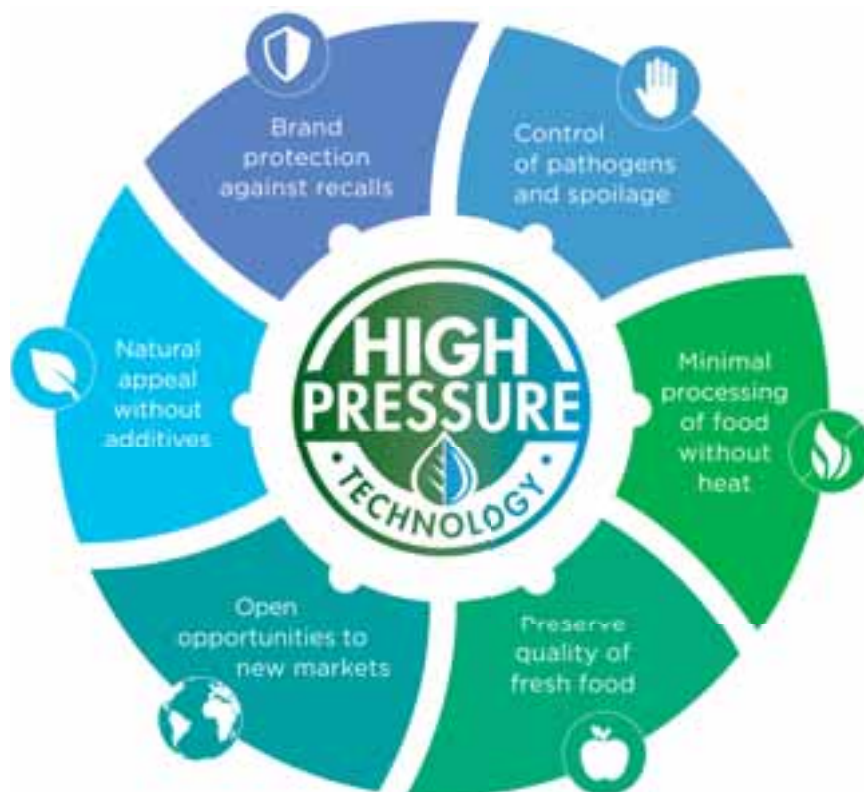 Brand
protection
against recalls
Control
of pathogens
and spoilage
Natural
appeal
without
additives
HIGH
PRESSURE
• TECHNOLOGY •
Minimal
processing
of food
without
heat
Open
opportunities to
new markets
Preserve
quality of
fresh food